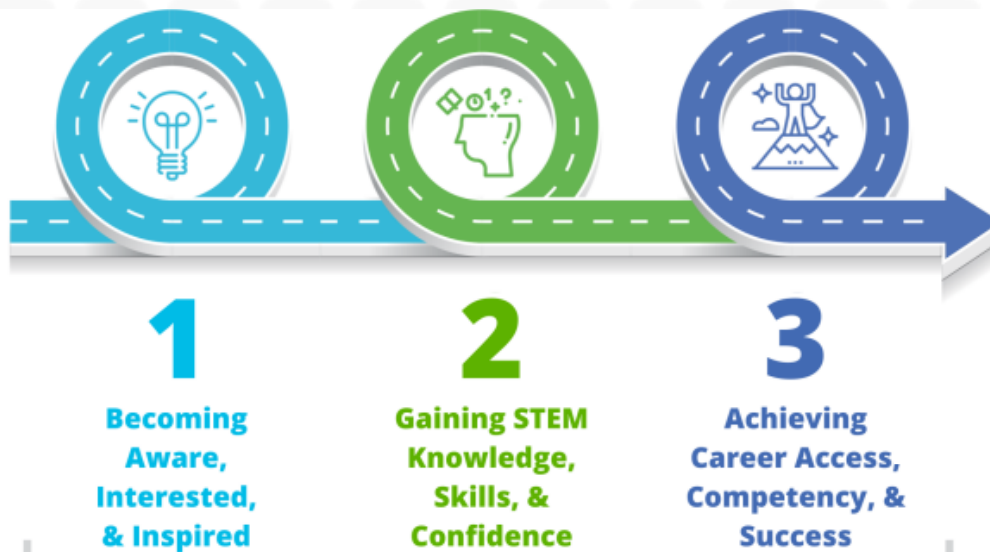 1
Becoming
Aware,
Interested,
& Inspired
2
Gaining STEM
Knowledge,
Skills, &
Confidence
3
Achieving
Career Access,
Competency, &
Success